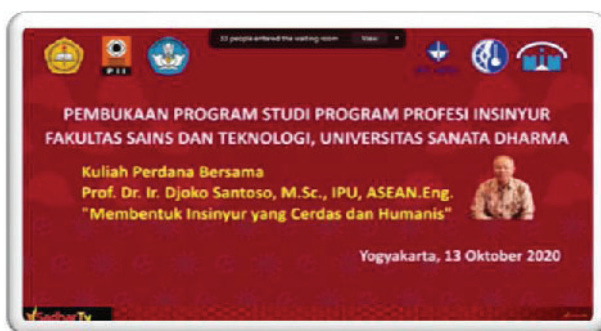 PII
33 people entered the waiting room View
PEMBUKAAN PROGRAM STUDI PROGRAM PROFESI INSINYUR
FAKULTAS SAINS DAN TEKNOLOGI, UNIVERSITAS SANATA DHARMA
Kuliah Perdana Bersama
Prof. Dr. Ir. Djoko Santoso, M.Sc., IPU, ASEAN.Eng.
"Membentuk Insinyur yang Cerdas dan Humanis"
Yogyakarta, 13 Oktober 2020
SadharTv